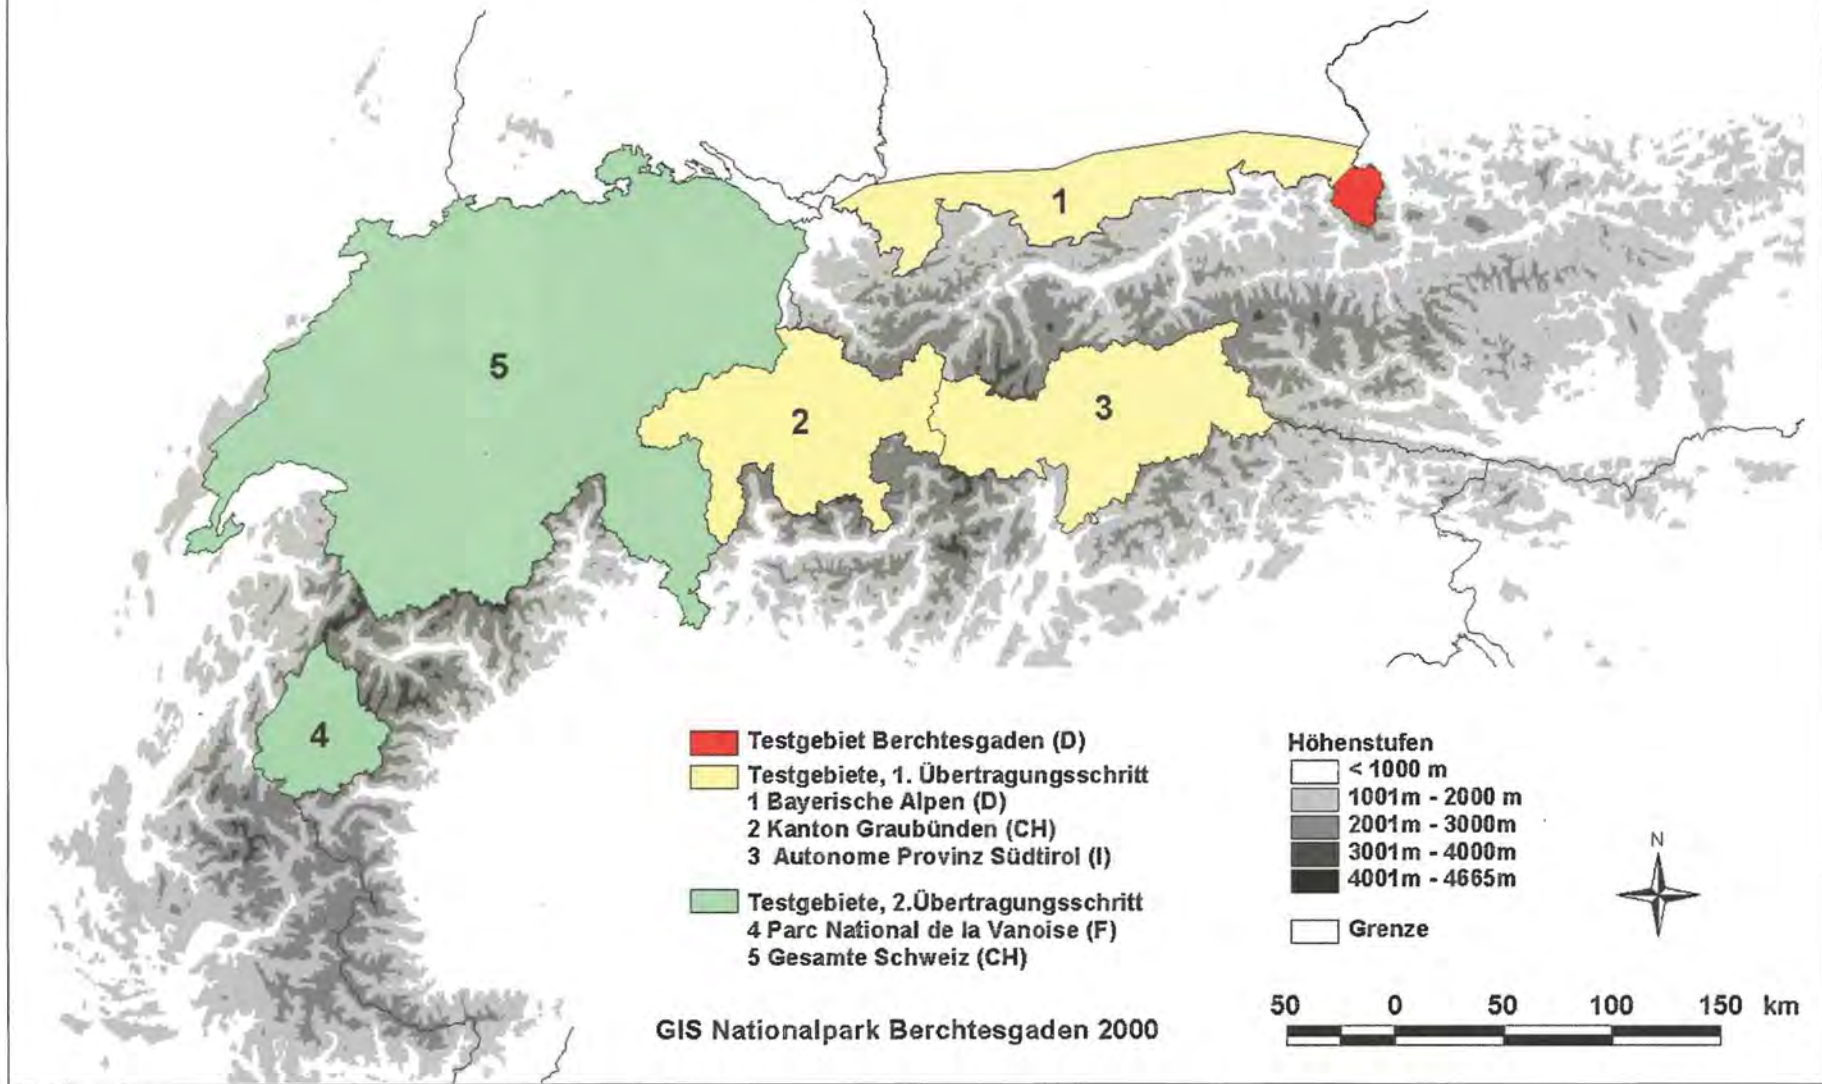 1
5
2
3
4
Testgebiet Berchtesgaden (D)
Testgebiete, 1. Übertragungsschritt
1 Bayerische Alpen (D)
2 Kanton Graubünden (CH)
3 Autonome Provinz Südtirol (I)
Testgebiete, 2.Übertragungsschritt
4 Parc National de la Vanoise (F)
5 Gesamte Schweiz (CH)
GIS Nationalpark Berchtesgaden 2000
Höhenstufen
< 1000 m
1001m - 2000 m
2001m - 3000m
3001m - 4000m
4001m - 4665m
Grenze
N
50 0 50 100 150 km